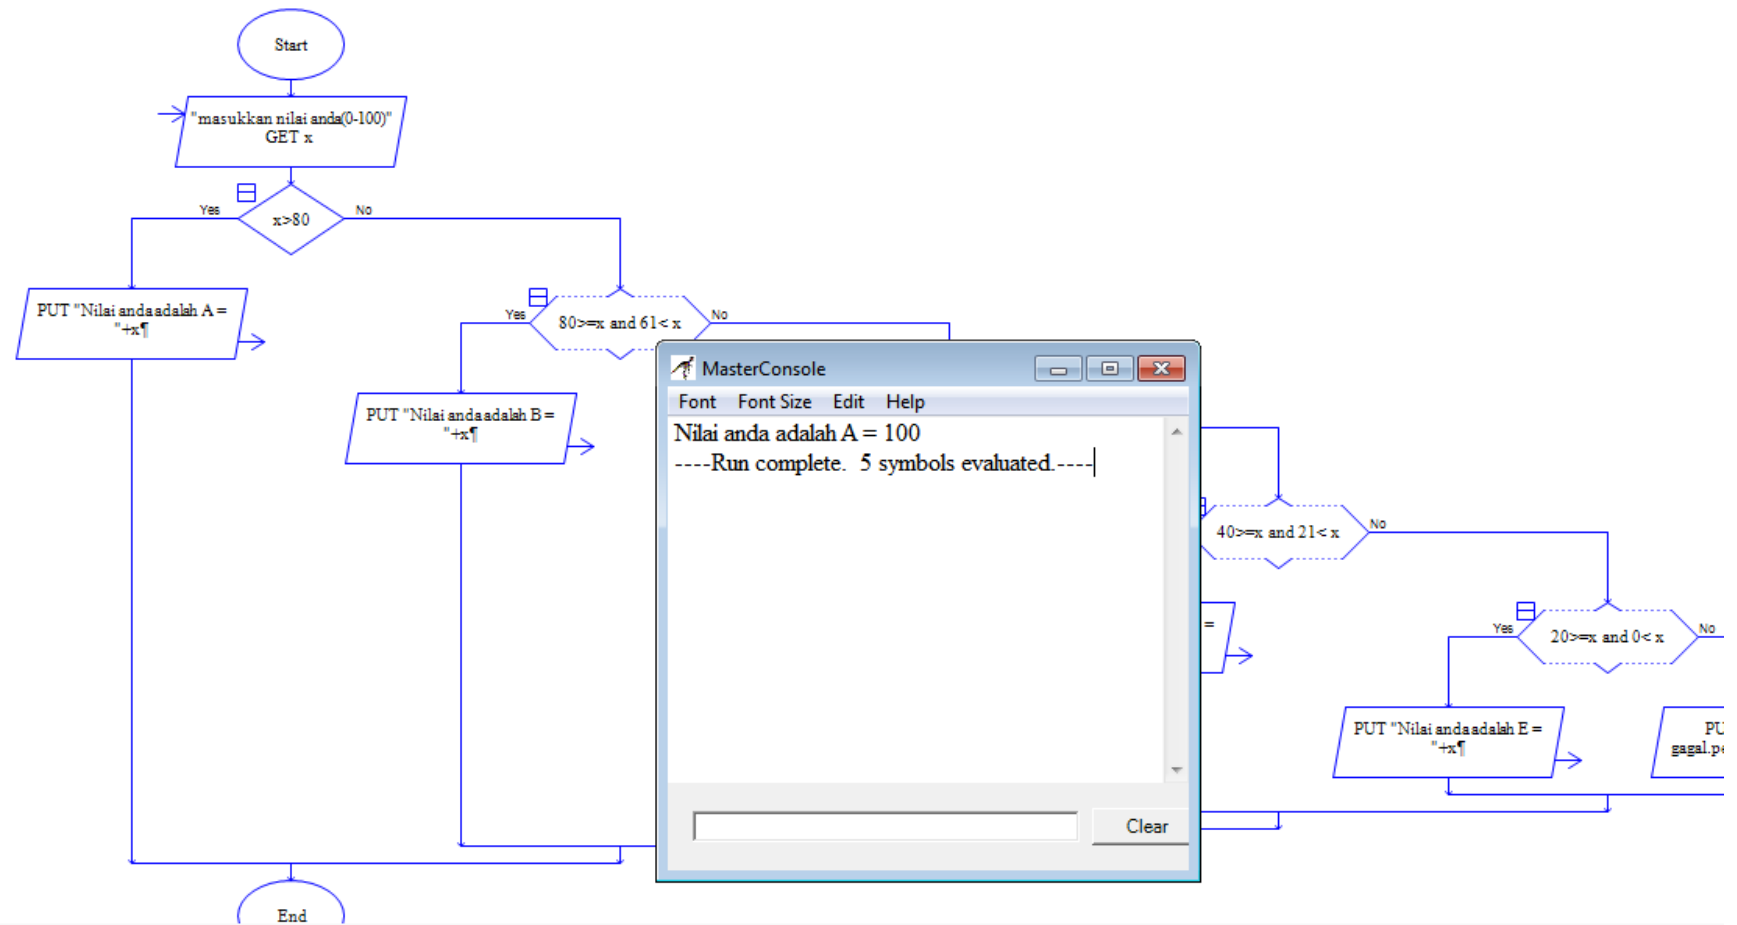 Start
"masukkan nilai anda(0-100)"
GET x
Yes
x>80
No
PUT "Nilai anda adalah A =
"+x¶
Yes
80>=x and 61< x
No
PUT "Nilai anda adalah B =
"+x¶
MasterConsole
Font Font Size Edit Help
Nilai anda adalah A = 100
----Run complete.  5 symbols evaluated.----
Clear
40>=x and 21< x
No
=
Yes
20>=x and 0< x
No
PUT "Nilai anda adalah E =
"+x¶
PU
gagal.pe
End